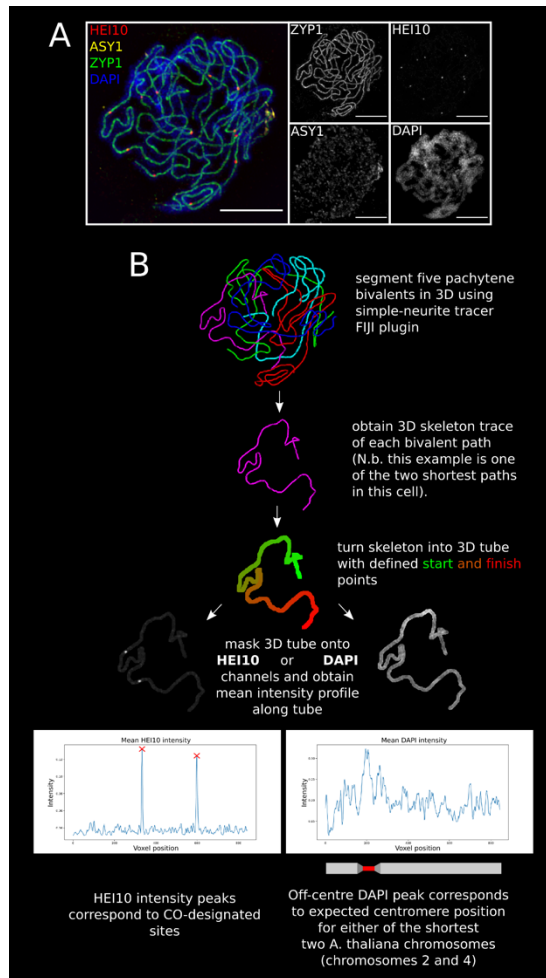 A
HEI10
ASY1
ZYP1
DAPI
ZYP1
HEI10
ASY1
DAPI
B
segment five pachytene
bivalents in 3D using
simple-neurite tracer
FIJI plugin
obtain 3D skeleton trace
of each bivalent path
(N.b. this example is one
of the two shortest paths
in this cell).
turn skeleton into 3D tube
with defined start and finish
points
mask 3D tube onto
HEI10 or DAPI
channels and obtain
mean intensity profile
along tube
Mean HEI10 intensity
Intensity
Voxel position
Mean DAPI intensity
Intensity
Voxel position
HEI10 intensity peaks
correspond to CO-designated
sites
Off-centre DAPI peak corresponds
to expected centromere position
for either of the shortest
two A. thaliana chromosomes
(chromosomes 2 and 4)